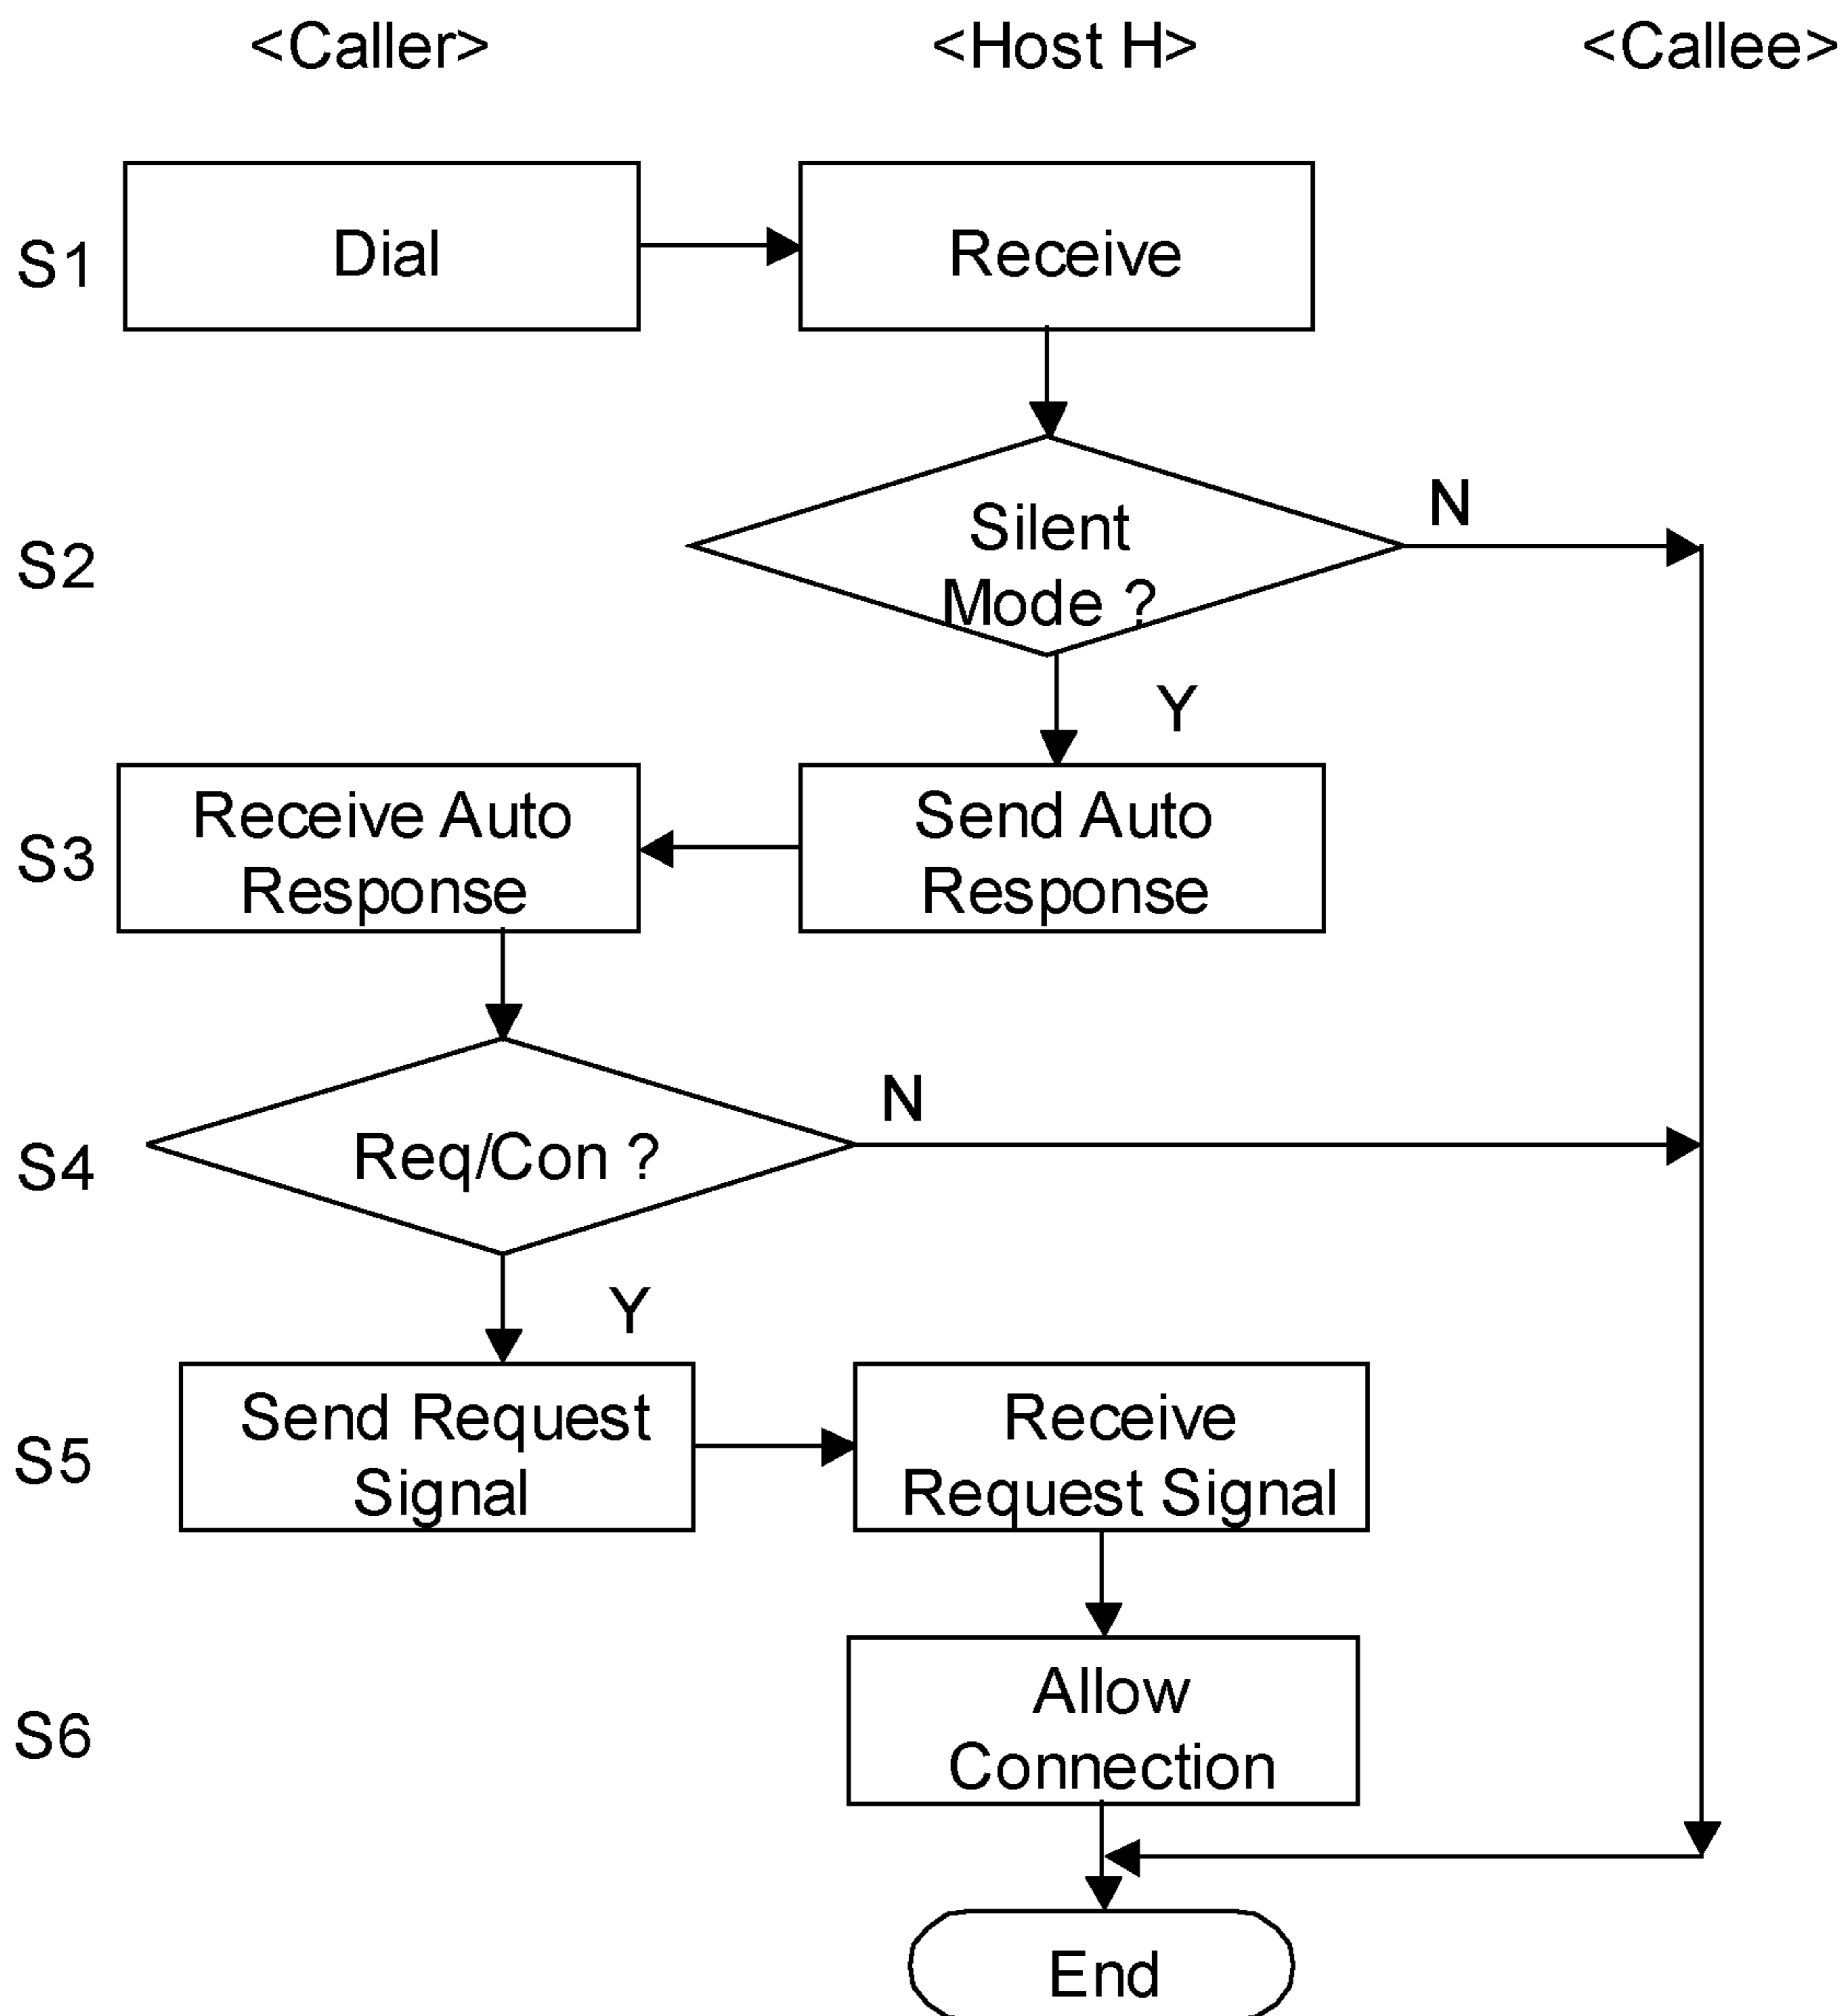 <Caller>
<Host H>
<Callee>
S1
Dial
Receive
S2
Silent
Mode ?
N
Y
S3
Receive Auto
Response
Send Auto
Response
S4
Req/Con ?
N
Y
S5
Send Request
Signal
Receive
Request Signal
S6
Allow
Connection
End